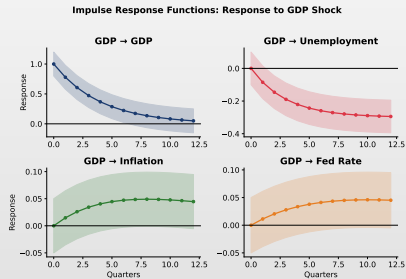 Impulse Response Functions: Response to GDP Shock
GDP → GDP
GDP → Unemployment
Response
1.0
0.5
0.0
0.0
−0.2
−0.4
0.0 2.5 5.0 7.5 10.0 12.5
0.0 2.5 5.0 7.5 10.0 12.5
GDP → Inflation
GDP → Fed Rate
Response
0.10
0.05
0.00
−0.05
0.10
0.05
0.00
−0.05
0.0 2.5 5.0 7.5 10.0 12.5
0.0 2.5 5.0 7.5 10.0 12.5
Quarters
Quarters